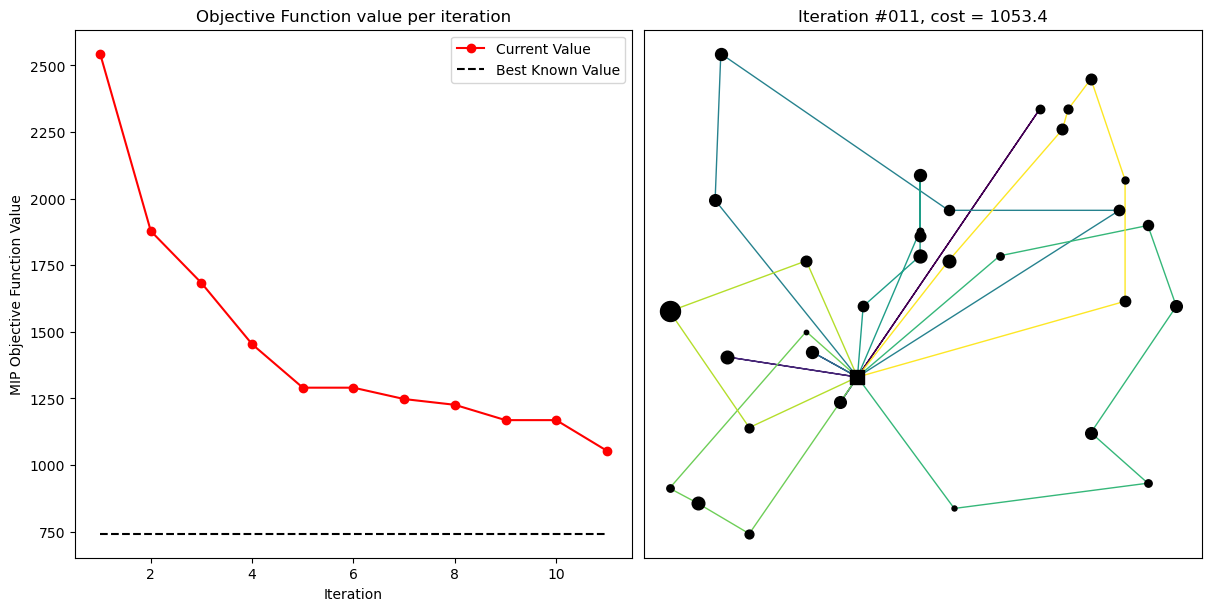 Objective Function value per iteration
Current Value
Best Known Value
MIP Objective Function Value
2500
2250
2000
1750
1500
1250
1000
750
2 4 6 8 10
Iteration
Iteration #011, cost = 1053.4